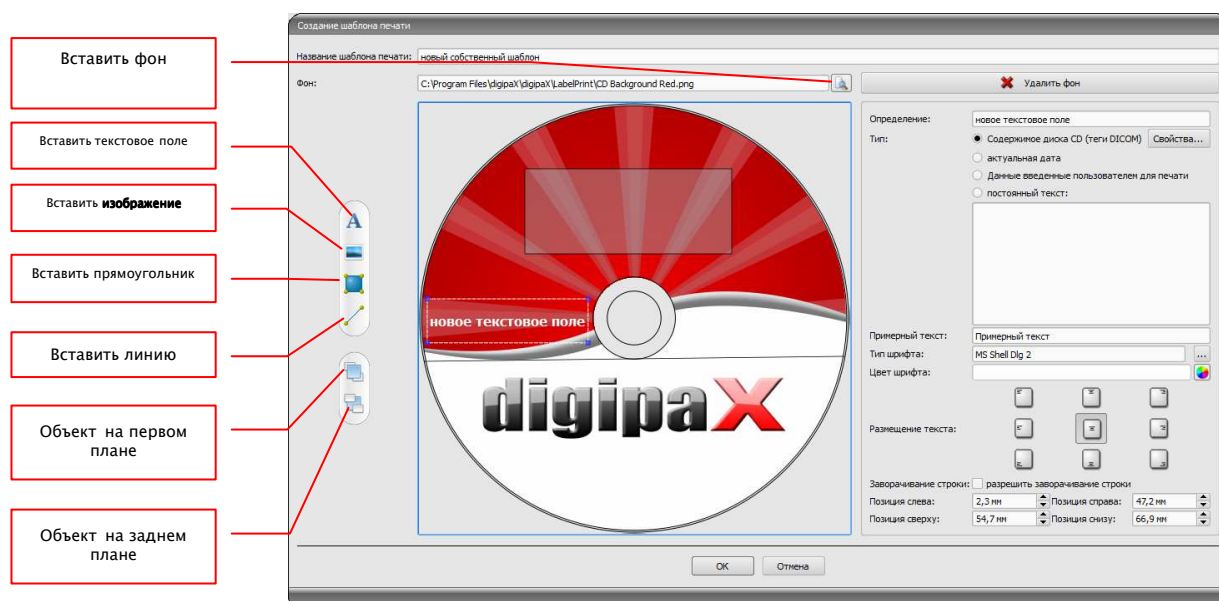 Создание шаблона печати
Вставить фон
Название шаблона печати: новый собственный шаблон
Фон: C:\Program Files\digipaX\digipaX\LabelPrint\CD Background Red.png
Удалить фон
Вставить текстовое поле
Вставить изображение
Вставить прямоугольник
Вставить линию
Объект на первом
плане
Объект на заднем
плане
A
новое текстовое поле
digipaX
Определение: новое текстовое поле
Тип: Содержимое диска CD (теги DICOM) Свойства...
актуальная дата
Данные введенные пользователен для печати
постоянный текст:
Примерный текст: Примерный текст
Тип шрифта: MS Shell Dlg 2 ...
Цвет шрифта:
Размещение текста:
Заворачивание строки: разрешить заворачивание строки
Позиция слева: 2,3 мм Позиция справа: 47,2 мм
Позиция сверху: 54,7 мм Позиция снизу: 66,9 мм
ОК Отмена